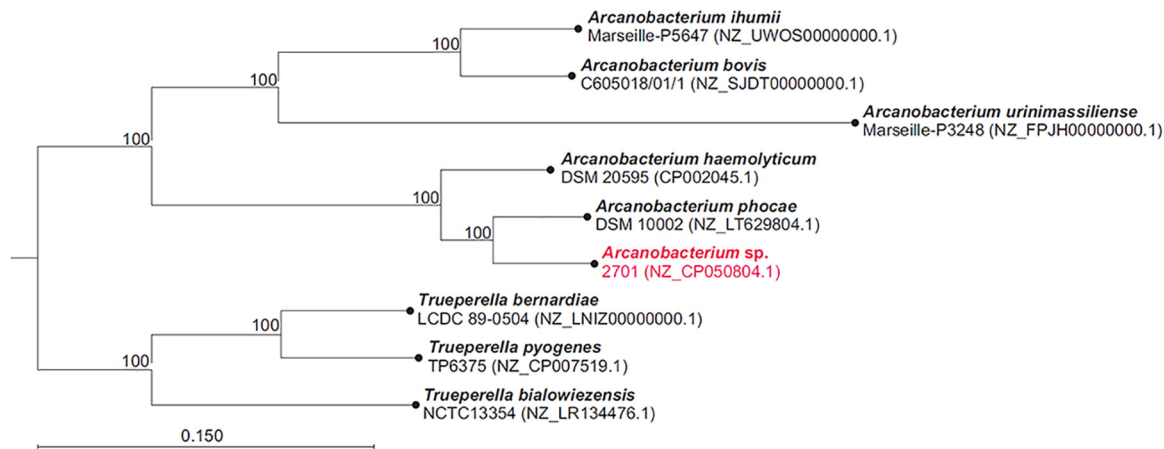 Arcanobacterium ihumii
Marseille-P5647 (NZ_UWOS00000000.1)
100
Arcanobacterium bovis
C605018/01/1 (NZ_SJDT00000000.1)
100
Arcanobacterium urinimassiliense
Marseille-P3248 (NZ_FPJH00000000.1)
100
Arcanobacterium haemolyticum
DSM 20595 (CP002045.1)
100
Arcanobacterium phocae
DSM 10002 (NZ_LT629804.1)
100
Arcanobacterium sp.
2701 (NZ_CP050804.1)
Trueperella bernardiae
LCDC 89-0504 (NZ_LNIZ00000000.1)
100
Trueperella pyogenes
TP6375 (NZ_CP007519.1)
100
Trueperella bialowiezensis
NCTC13354 (NZ_LR134476.1)
0.150